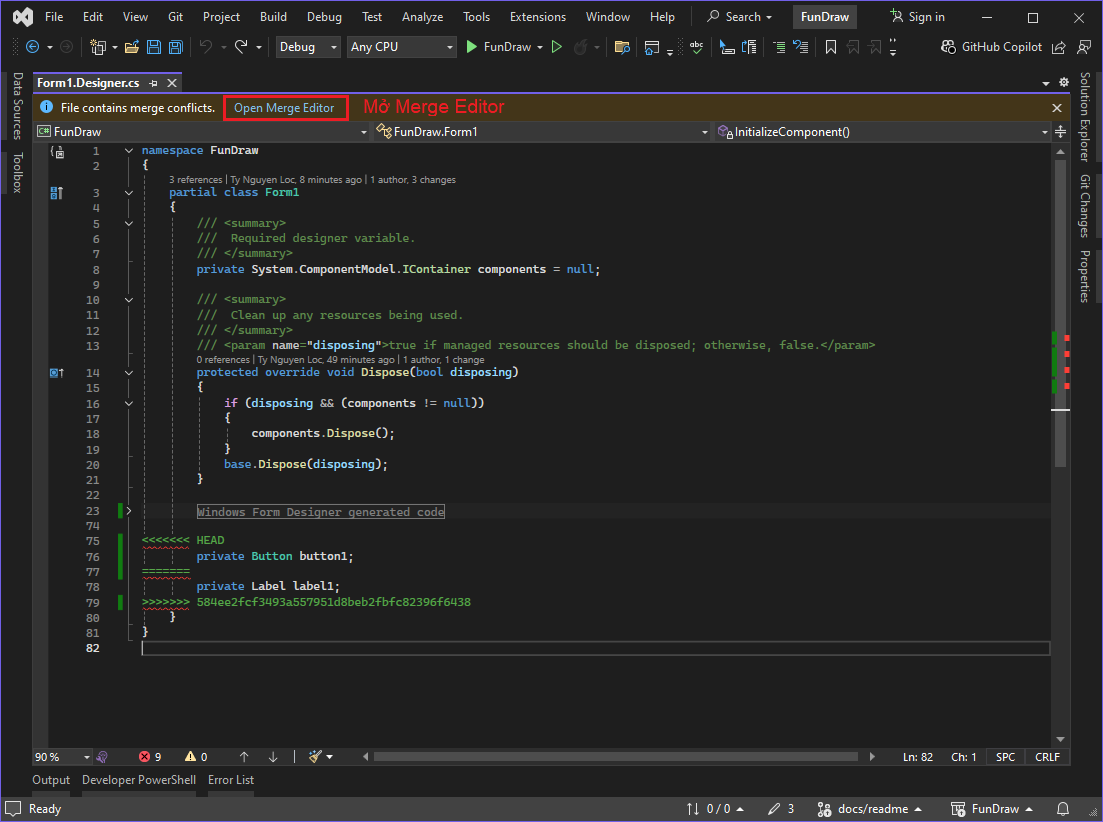 File Edit View Git Project Build Debug Test Analyze Tools Extensions Window Help Search FunDraw Sign in
Debug Any CPU FunDraw GitHub Copilot
Form1.Designer.cs
File contains merge conflicts. Open Merge Editor Mở Merge Editor
C# FunDraw FunDraw.Form1 InitializeComponent()
Data Sources
Toolbox
Solution Explorer
Git Changes
Properties
1 namespace FunDraw
2 {
3 references | Ty Nguyen Loc, 8 minutes ago | 1 author, 3 changes
3 partial class Form1
4 {
5 /// <summary>
6 /// Required designer variable.
7 /// </summary>
8 private System.ComponentModel.IContainer components = null;
9
10 /// <summary>
11 /// Clean up any resources being used.
12 /// </summary>
13 /// <param name="disposing">true if managed resources should be disposed; otherwise, false.</param>
0 references | Ty Nguyen Loc, 49 minutes ago | 1 author, 1 change
14 protected override void Dispose(bool disposing)
15 {
16 if (disposing && (components != null))
17 {
18 components.Dispose();
19 }
20 base.Dispose(disposing);
21 }
22
23 Windows Form Designer generated code
74
75 <<<<<<< HEAD
76 private Button button1;
77 =======
78 private Label label1;
79 >>>>>>> 584ee2fcf3493a557951d8beb2fbfc82396f6438
80 }
81 }
82
90 % 9 0 Ln: 82 Ch: 1 SPC CRLF
Output Developer PowerShell Error List
Ready 0 / 0 3 docs/readme FunDraw